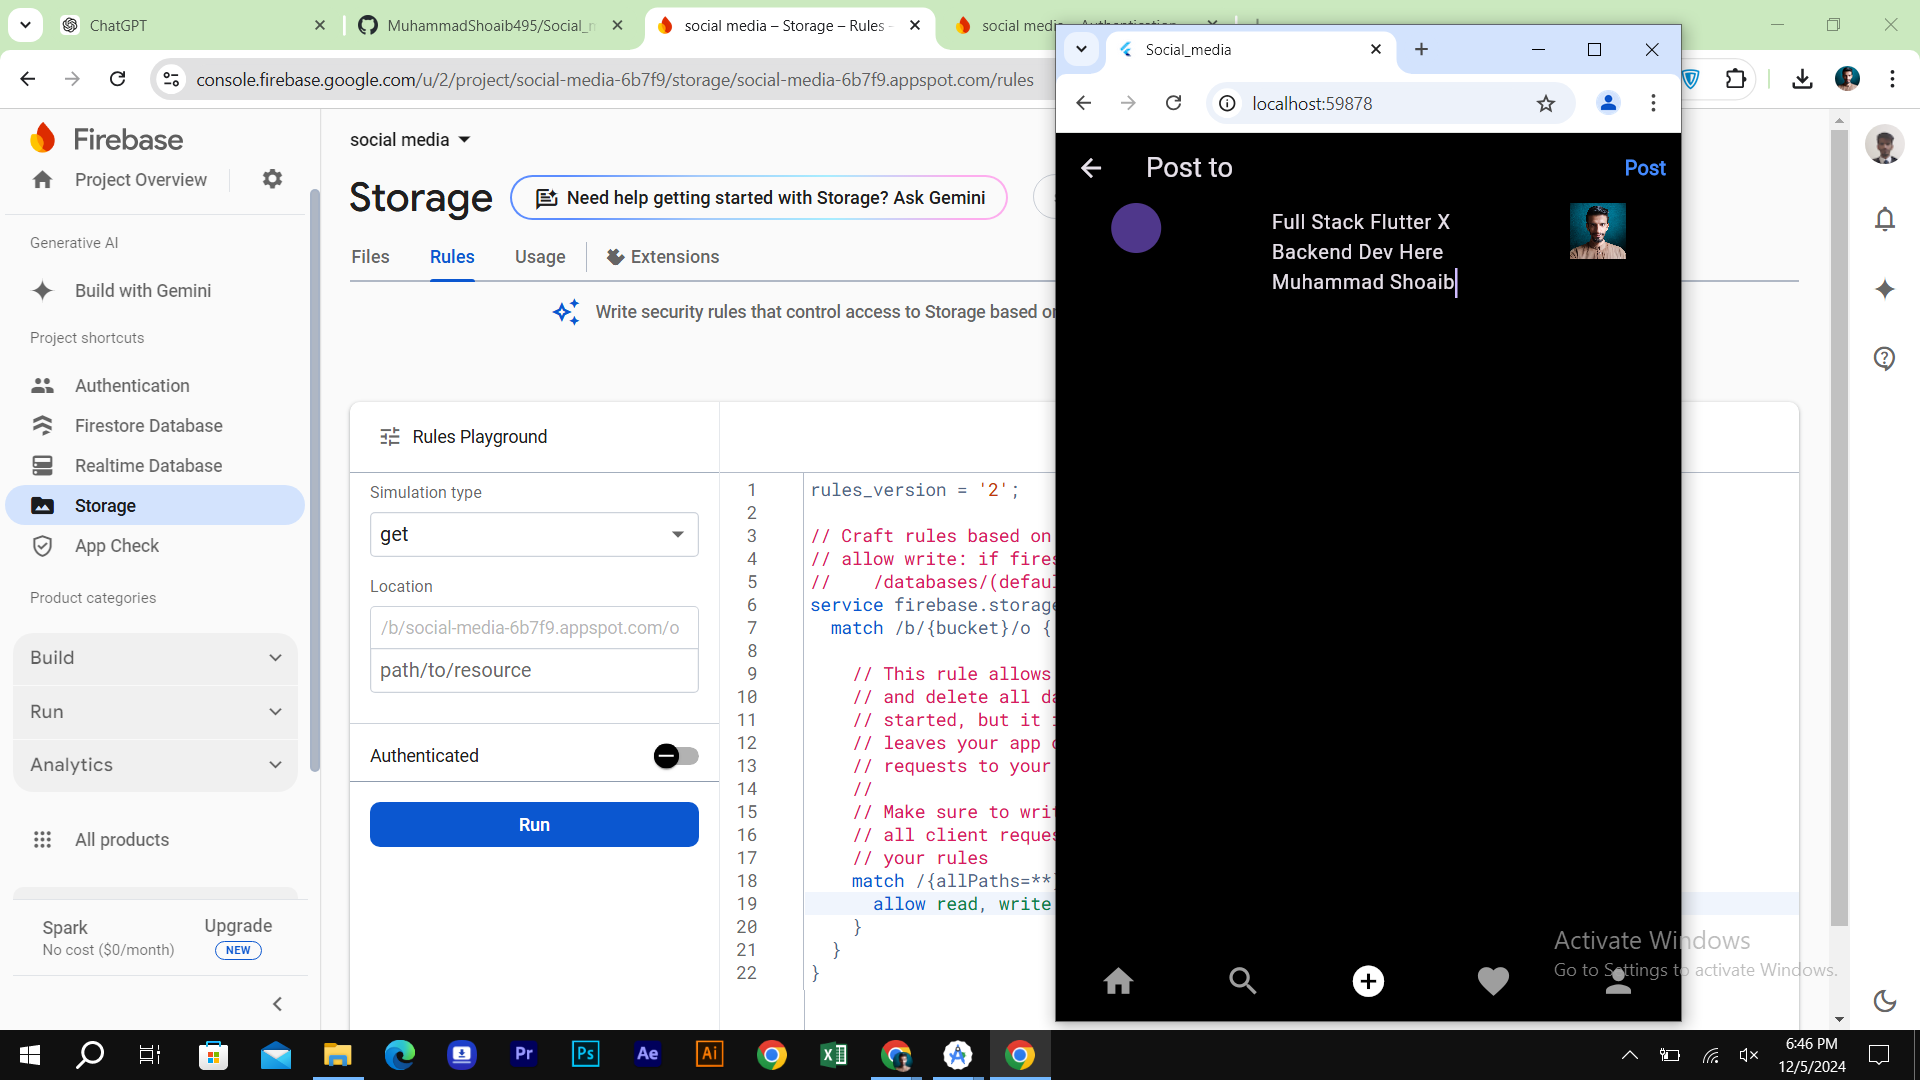 ChatGPT
MuhammadShoaib495/Social_m
social media – Storage – Rules -
social media – Authentication
console.firebase.google.com/u/2/project/social-media-6b7f9/storage/social-media-6b7f9.appspot.com/rules
Firebase
Project Overview
Generative AI
Build with Gemini
Project shortcuts
Authentication
Firestore Database
Realtime Database
Storage
App Check
Product categories
Build
Run
Analytics
All products
Spark
No cost ($0/month)
Upgrade
NEW
social media
Storage
Need help getting started with Storage? Ask Gemini
Files
Rules
Usage
Extensions
Write security rules that control access to Storage based on
Rules Playground
Simulation type
get
Location
/b/social-media-6b7f9.appspot.com/o
path/to/resource
Authenticated
Run
1 rules_version = '2';
2
3 // Craft rules based on
4 // allow write: if fires
5 //    /databases/(defaul
6 service firebase.storage
7 match /b/{bucket}/o {
8
9 // This rule allows
10 // and delete all da
11 // started, but it i
12 // leaves your app o
13 // requests to your
14 //
15 // Make sure to writ
16 // all client reques
17 // your rules
18 match /{allPaths=**}
19 allow read, write
20 }
21 }
22 }
Social_media
localhost:59878
Post to
Post
Full Stack Flutter X
Backend Dev Here
Muhammad Shoaib
Activate Windows
Go to Settings to activate Windows.
Pr
Ps
Ae
Ai
6:46 PM
12/5/2024